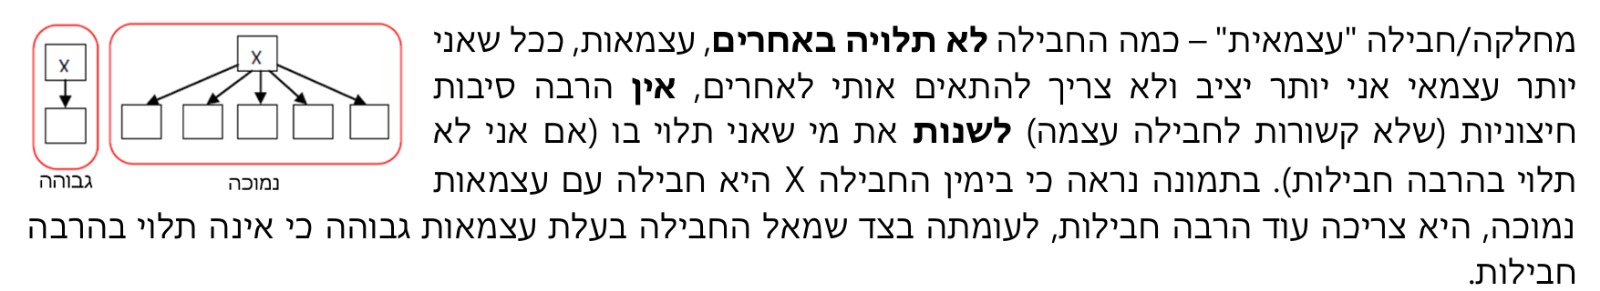 מחלקה/חבילה "עצמאית" – כמה החבילה לא תלויה באחרים, עצמאות, ככל שאני
יותר עצמאי אני יותר יציב ולא צריך להתאים אותי לאחרים, אין הרבה סיבות
חיצוניות (שלא קשורות לחבילה עצמה) לשנות את מי שאני תלוי בו (אם אני לא
תלוי בהרבה חבילות). בתמונה נראה כי בימין החבילה X היא חבילה עם עצמאות
נמוכה, היא צריכה עוד הרבה חבילות, לעומתה בצד שמאל החבילה בעלת עצמאות גבוהה כי אינה תלוי בהרבה
חבילות.
X
נמוכה
X
גבוהה